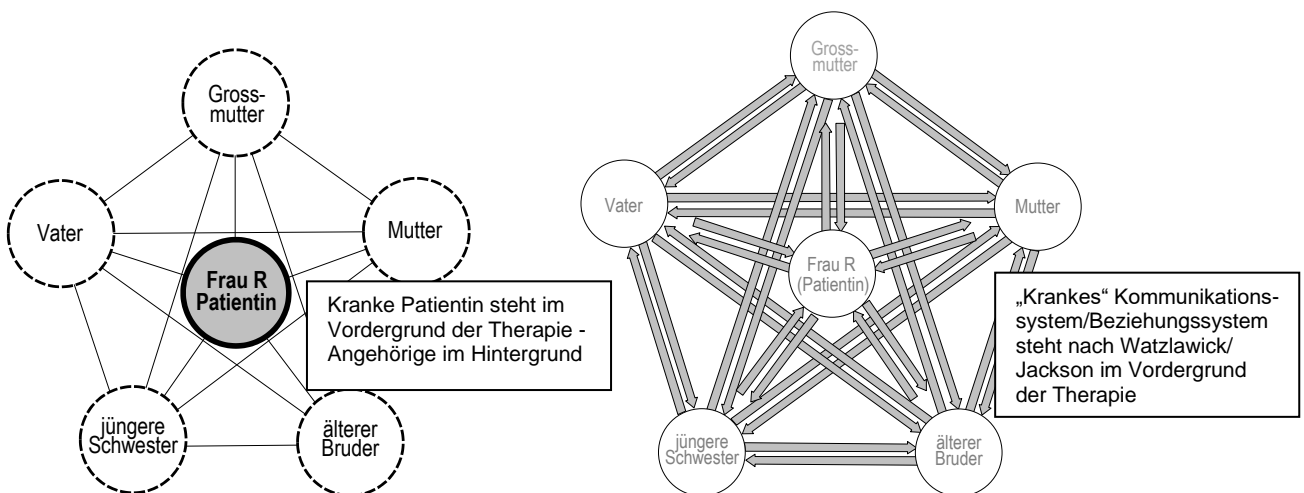 Gross-
mutter
Vater
Mutter
Frau R
Patientin
Kranke Patientin steht im
Vordergrund der Therapie -
Angehörige im Hintergrund
jüngere
Schwester
älterer
Bruder
Gross-
mutter
Vater
Mutter
Frau R
(Patientin)
„Krankes“ Kommunikations-
system/Beziehungssystem
steht nach Watzlawick/
Jackson im Vordergrund
der Therapie
jüngere
Schwester
älterer
Bruder